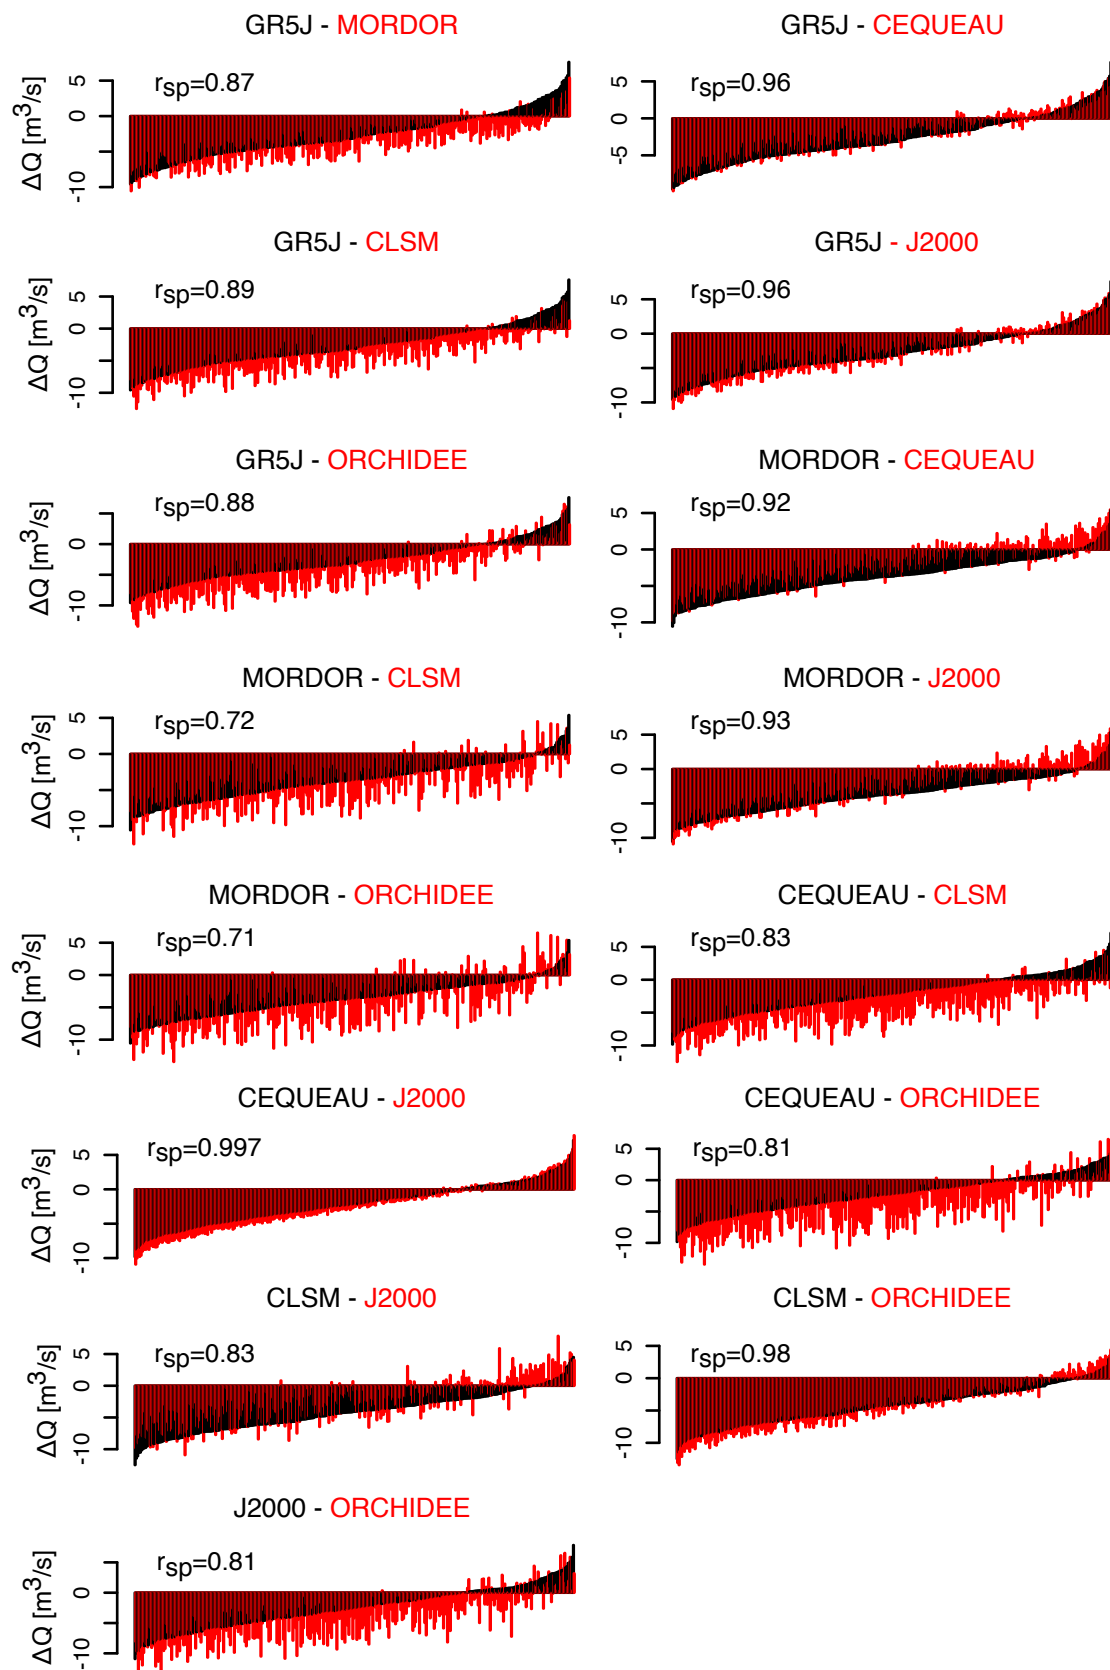 GR5J - MORDOR
rsp=0.87
ΔQ [m³/s]
5
0
-10
GR5J - CEQUEAU
rsp=0.96
5
0
-5
GR5J - CLSM
rsp=0.89
ΔQ [m³/s]
5
0
-10
GR5J - J2000
rsp=0.96
5
0
-10
GR5J - ORCHIDEE
rsp=0.88
ΔQ [m³/s]
0
-10
MORDOR - CEQUEAU
rsp=0.92
5
0
-10
MORDOR - CLSM
rsp=0.72
ΔQ [m³/s]
5
0
-10
MORDOR - J2000
rsp=0.93
5
0
-10
MORDOR - ORCHIDEE
rsp=0.71
ΔQ [m³/s]
5
0
-10
CEQUEAU - CLSM
rsp=0.83
5
0
-10
CEQUEAU - J2000
rsp=0.997
ΔQ [m³/s]
5
0
-10
CEQUEAU - ORCHIDEE
rsp=0.81
5
0
-10
CLSM - J2000
rsp=0.83
ΔQ [m³/s]
5
0
-10
CLSM - ORCHIDEE
rsp=0.98
5
0
-10
J2000 - ORCHIDEE
rsp=0.81
ΔQ [m³/s]
0
-10